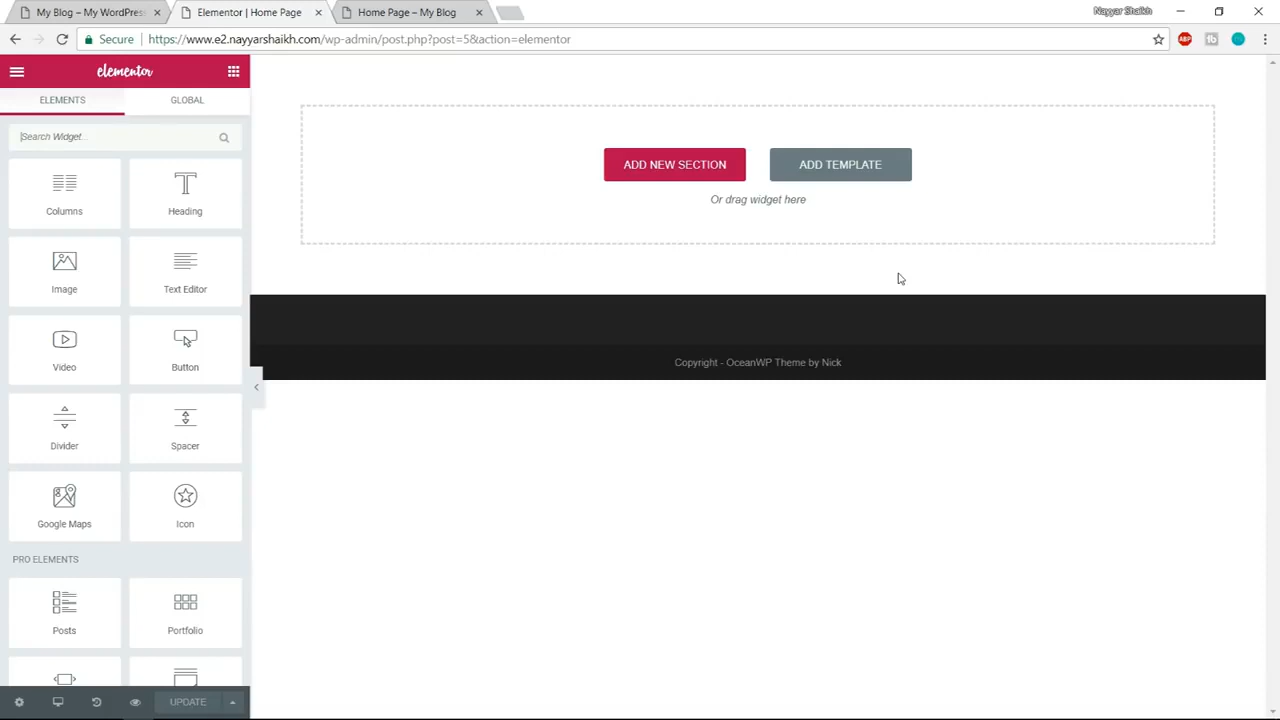 My Blog – My WordPress
Elementor | Home Page
Home Page – My Blog
Nayyar Shaikh
Secure
https://www.e2.nayyarshaikh.com/wp-admin/post.php?post=5&action=elementor
ABP
elementor
ELEMENTS
GLOBAL
Search Widget...
Columns
Heading
Image
Text Editor
Video
Button
Divider
Spacer
Google Maps
Icon
PRO ELEMENTS
Posts
Portfolio
UPDATE
ADD NEW SECTION
ADD TEMPLATE
Or drag widget here
Copyright - OceanWP Theme by Nick